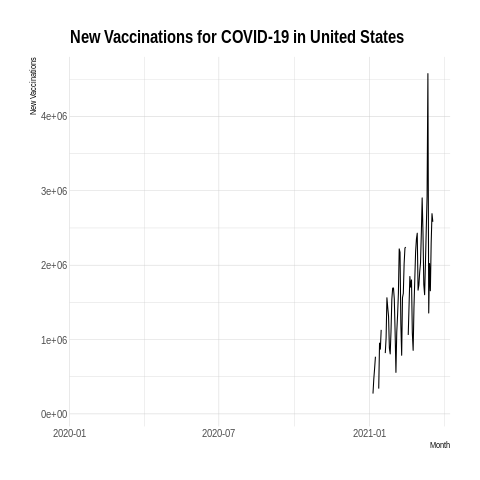 New Vaccinations for COVID-19 in United States
New Vaccinations
4e+06
3e+06
2e+06
1e+06
0e+00
2020-01 2020-07 2021-01
Month